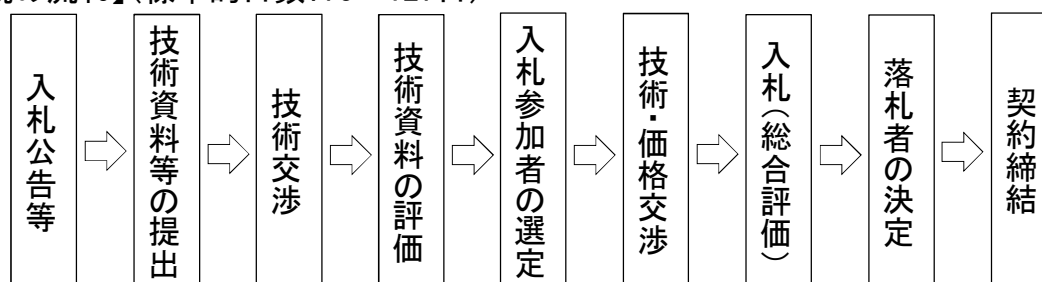 入札公告等
技術資料等の提出
技術交渉
技術資料の評価
入札参加者の選定
技術・価格交渉
入札（総合評価）
落札者の決定
契約締結